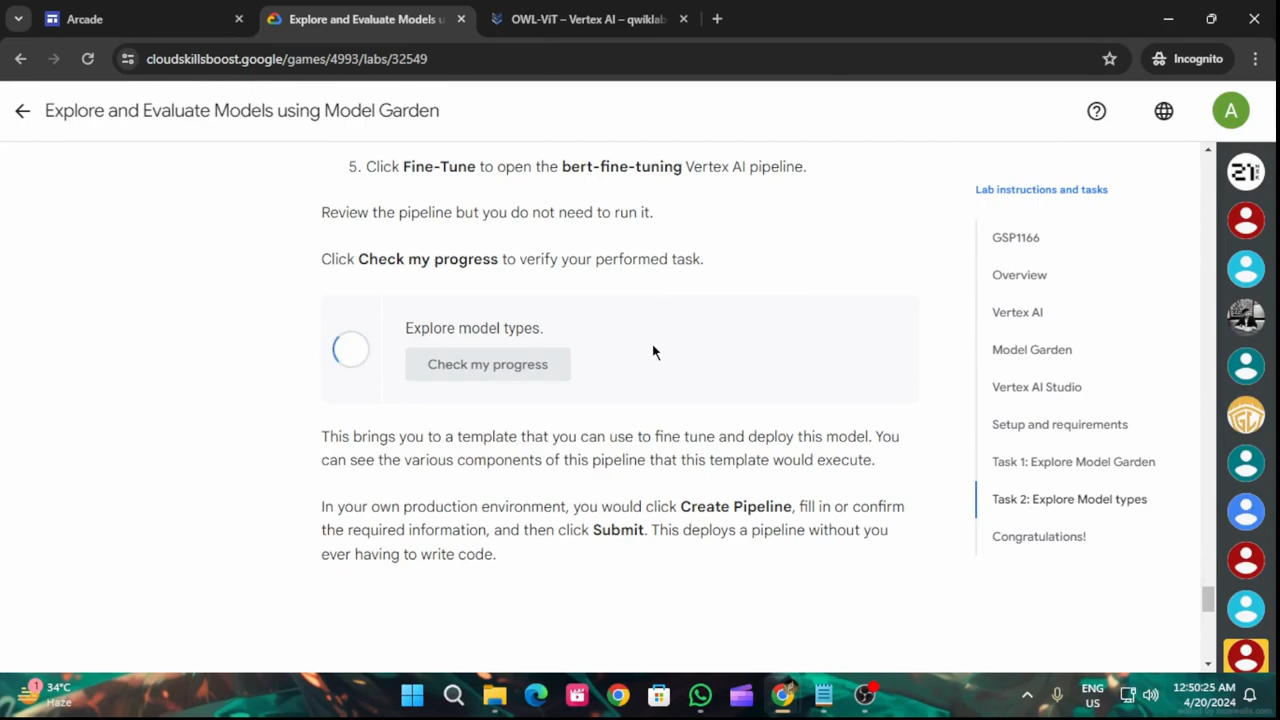 Arcade
Explore and Evaluate Models u
OWL-ViT – Vertex AI – qwiklab
cloudskillsboost.google/games/4993/labs/32549
Incognito
Explore and Evaluate Models using Model Garden
A
5. Click Fine-Tune to open the bert-fine-tuning Vertex AI pipeline.
Review the pipeline but you do not need to run it.
Click Check my progress to verify your performed task.
Explore model types.
Check my progress
This brings you to a template that you can use to fine tune and deploy this model. You
can see the various components of this pipeline that this template would execute.
In your own production environment, you would click Create Pipeline, fill in or confirm
the required information, and then click Submit. This deploys a pipeline without you
ever having to write code.
Lab instructions and tasks
GSP1166
Overview
Vertex AI
Model Garden
Vertex AI Studio
Setup and requirements
Task 1: Explore Model Garden
Task 2: Explore Model types
Congratulations!
21
1
34°C
Haze
ENG
US
12:50:25 AM
4/20/2024